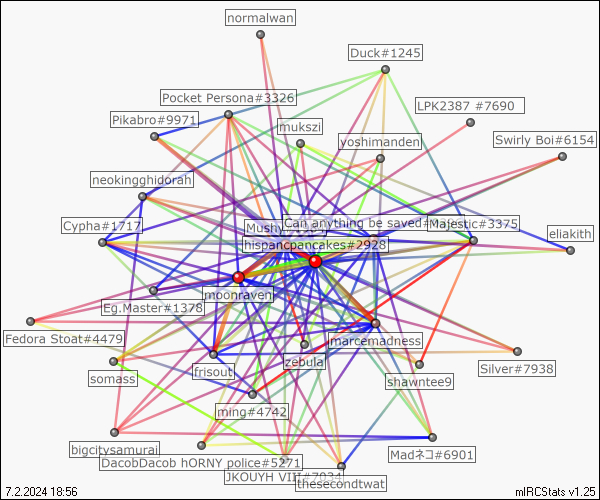 normalwan
Duck#1245
Pocket Persona#3326
LPK2387 #7690
Pikabro#9971
mukszi
yoshimanden
Swirly Boi#6154
neokingghidorah
Cypha#1717
Can anything be saved
Majestic#3375
eliakith
hispancpancakes#2928
moonraven
Eg.Master#1378
Fedora Stoat#4479
marcemadness
zebula
Silver#7938
somass
frisout
shawntee9
ming#4742
bigcitysamurai
Madネコ#6901
DacobDacob hORNY police#5271
JKOUYH VIII#7034
thesecondtwat
7.2.2024 18:56
mIRCStats v1.25